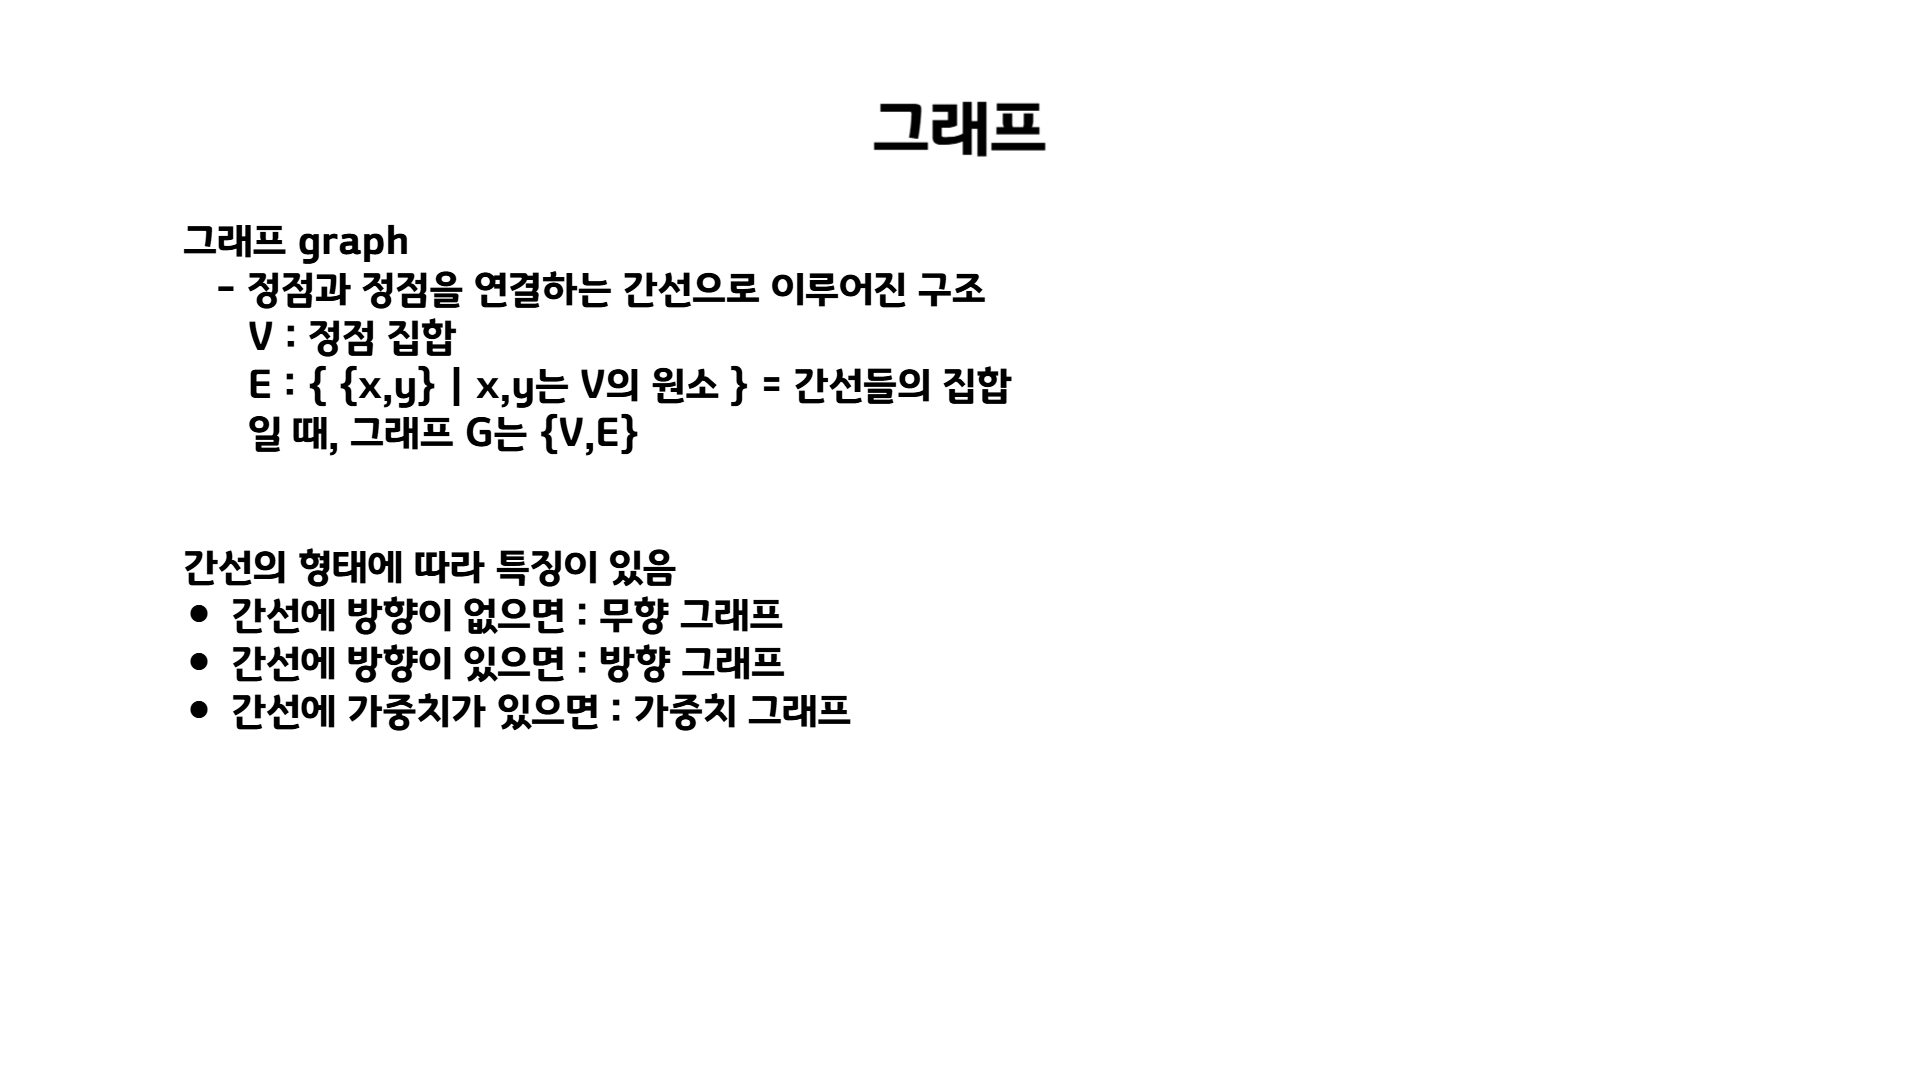 그래프
그래프 graph
- 정점과 정점을 연결하는 간선으로 이루어진 구조
V : 정점 집합
E : { {x,y} | x,y는 V의 원소 } = 간선들의 집합
일 때, 그래프 G는 {V,E}
간선의 형태에 따라 특징이 있음
● 간선에 방향이 없으면 : 무향 그래프
● 간선에 방향이 있으면 : 방향 그래프
● 간선에 가중치가 있으면 : 가중치 그래프